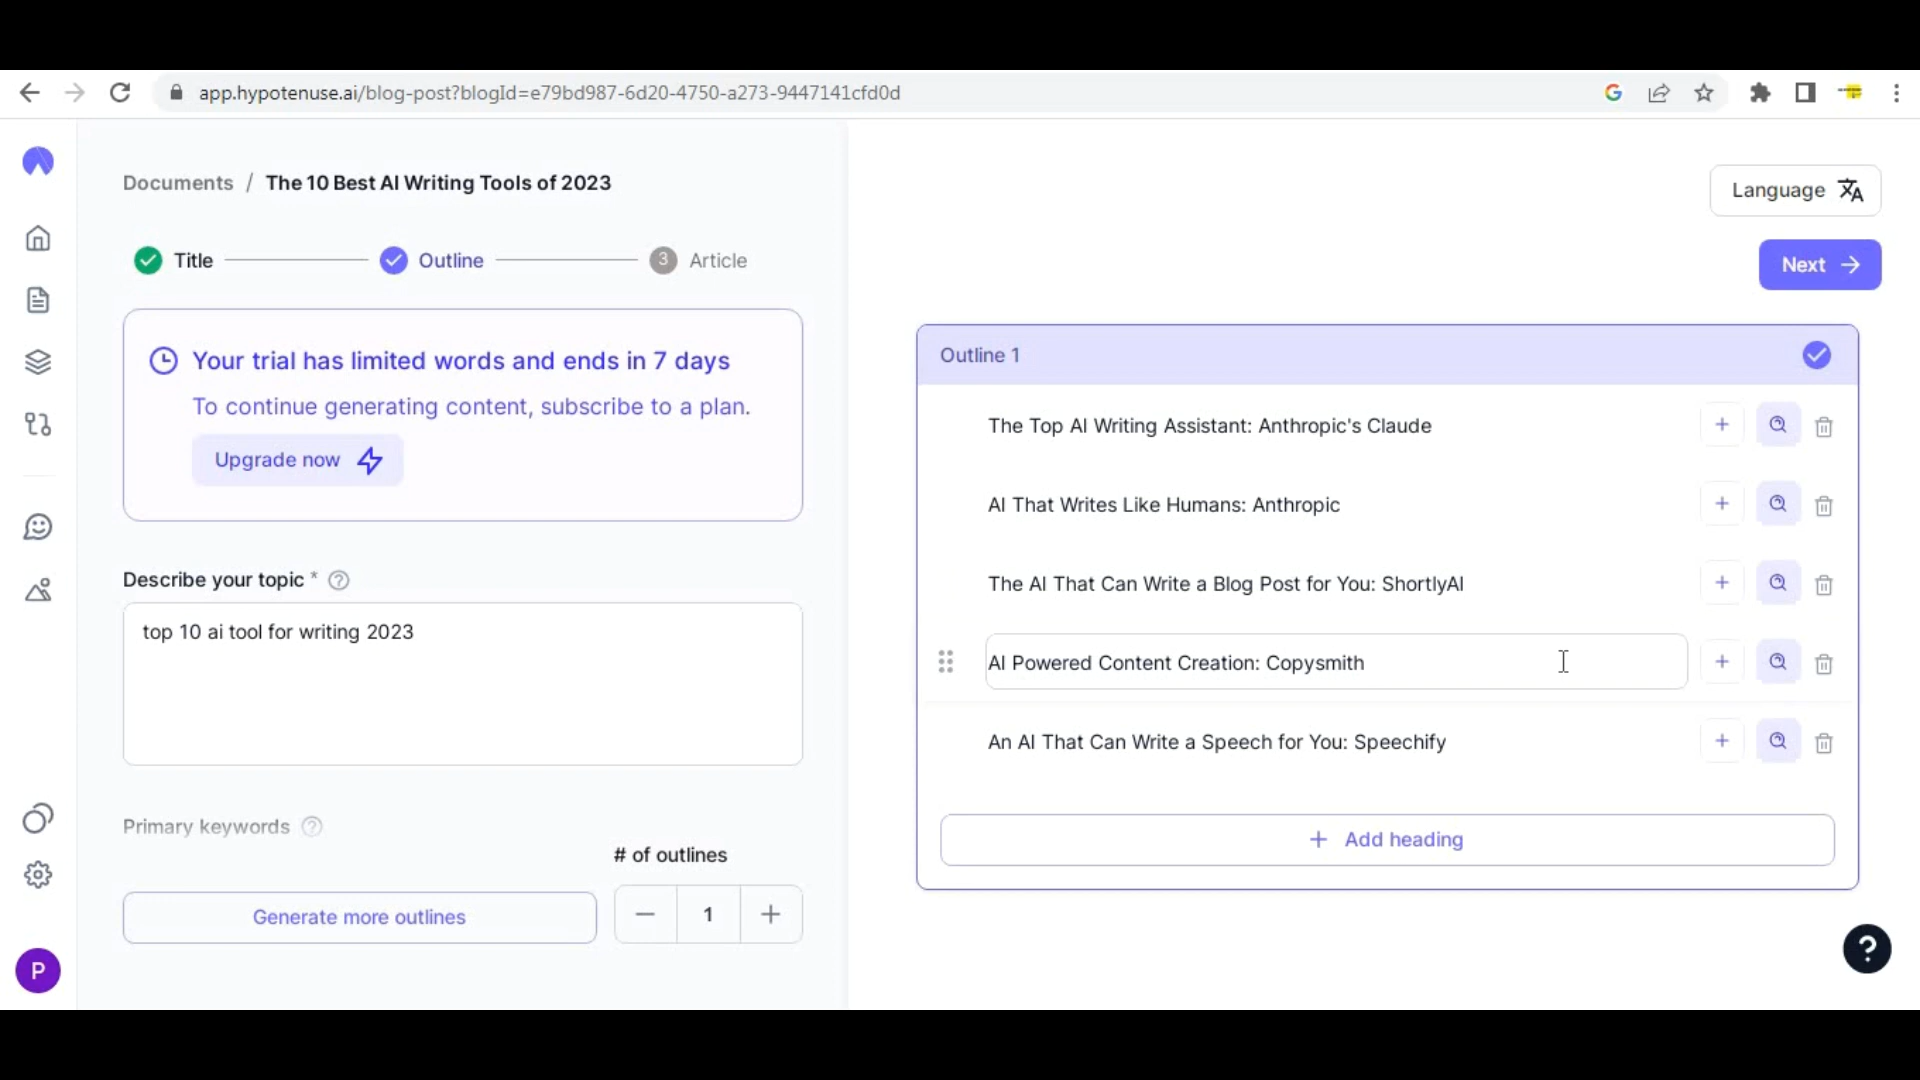 app.hypotenuse.ai/blog-post?blogId=e79bd987-6d20-4750-a273-9447141cfd0d
Documents / The 10 Best AI Writing Tools of 2023
Language
Title
Outline
3 Article
Next
Your trial has limited words and ends in 7 days
To continue generating content, subscribe to a plan.
Upgrade now
Outline 1
The Top AI Writing Assistant: Anthropic's Claude
AI That Writes Like Humans: Anthropic
The AI That Can Write a Blog Post for You: ShortlyAI
AI Powered Content Creation: Copysmith
An AI That Can Write a Speech for You: Speechify
+ Add heading
Describe your topic *
top 10 ai tool for writing 2023
Primary keywords
# of outlines
Generate more outlines
1
P